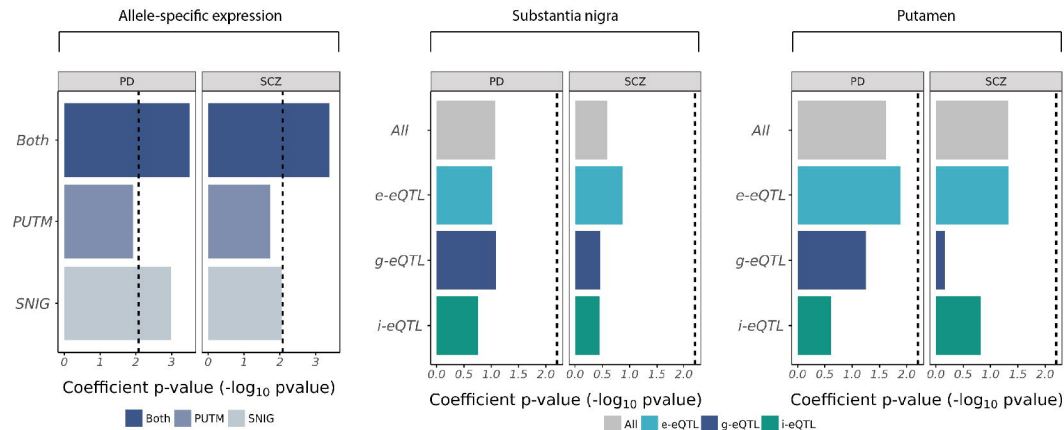 Allele-specific expression
Substantia nigra
Putamen
PD SCZ
PD SCZ
PD SCZ
Both
PUTM
SNIG
0 1 2 3 0 1 2 3
Coefficient p-value (-log10 pvalue)
Both PUTM SNIG
All
e-eQTL
g-eQTL
i-eQTL
0.0 0.5 1.0 1.5 2.0 0.0 0.5 1.0 1.5 2.0
Coefficient p-value (-log10 pvalue)
All
e-eQTL
g-eQTL
i-eQTL
0.0 0.5 1.0 1.5 2.0 0.0 0.5 1.0 1.5 2.0
Coefficient p-value (-log10 pvalue)
All e-eQTL g-eQTL i-eQTL